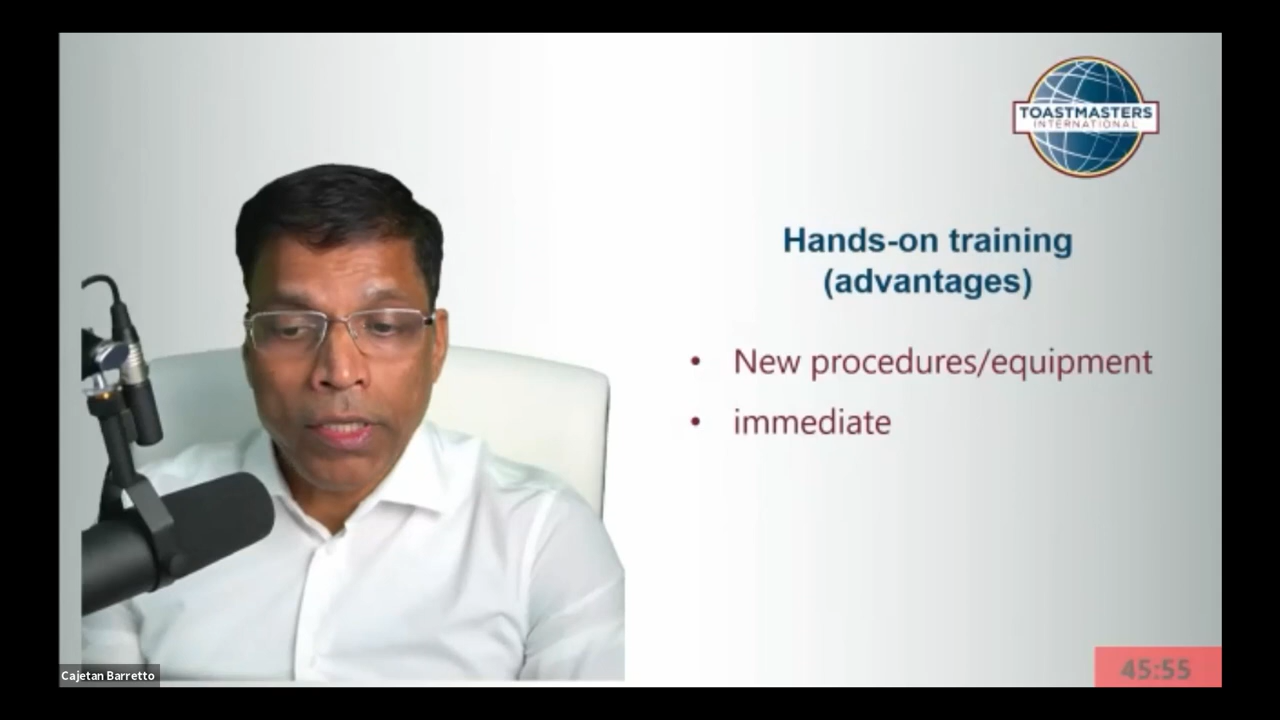 TOASTMASTERS
INTERNATIONAL
Hands-on training
(advantages)
• New procedures/equipment
• immediate
Cajetan Barretto
45:55